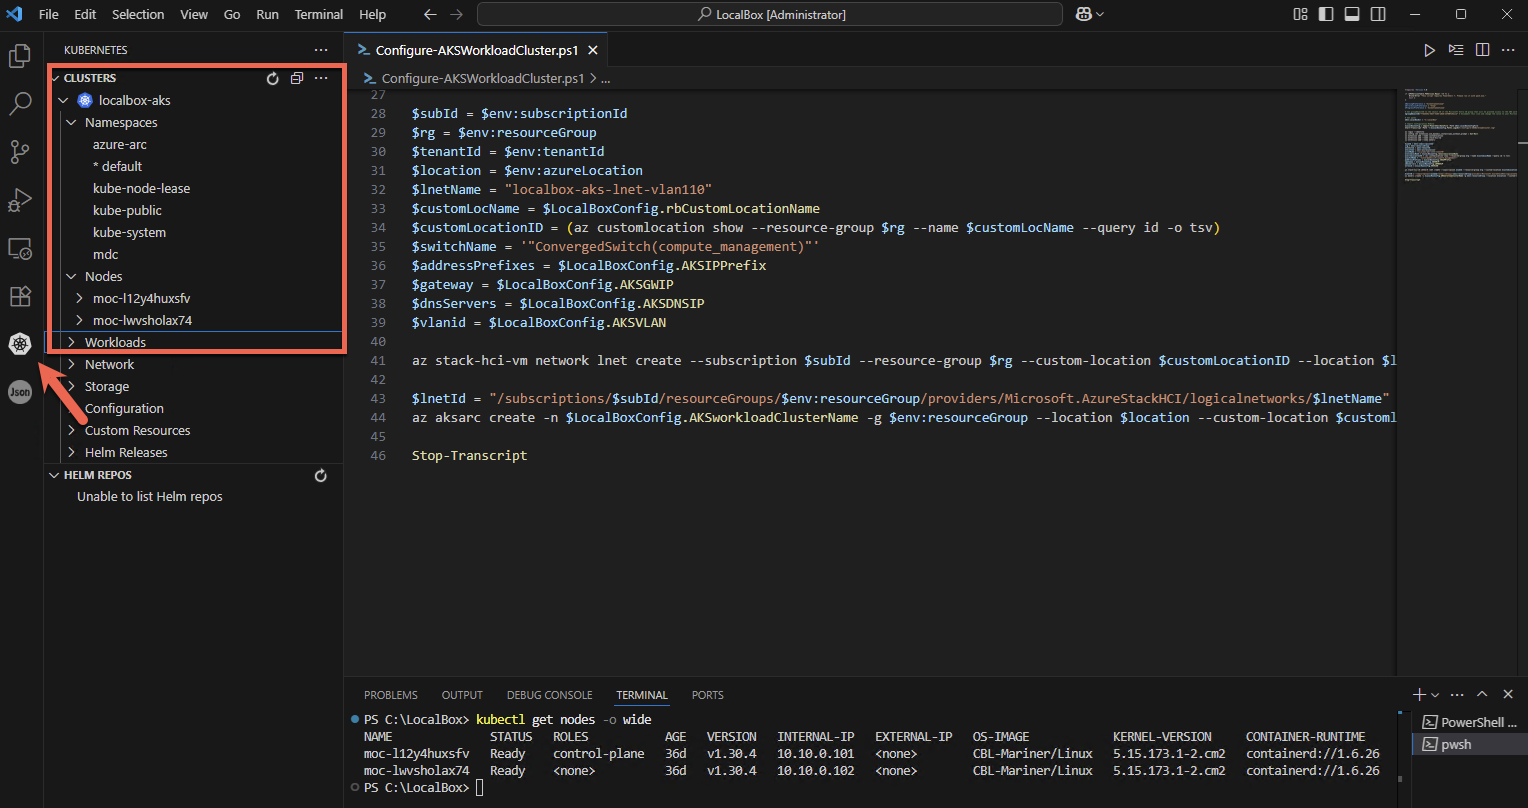 File Edit Selection View Go Run Terminal Help
LocalBox [Administrator]
KUBERNETES
CLUSTERS
localbox-aks
Namespaces
azure-arc
* default
kube-node-lease
kube-public
kube-system
mdc
Nodes
moc-l12y4huxsfv
moc-lwvsholax74
Workloads
Network
Storage
Configuration
Custom Resources
Helm Releases
HELM REPOS
Unable to list Helm repos
Json
Configure-AKSWorkloadCluster.ps1
Configure-AKSWorkloadCluster.ps1 > ...
27
28 $subId = $env:subscriptionId
29 $rg = $env:resourceGroup
30 $tenantId = $env:tenantId
31 $location = $env:azureLocation
32 $lnetName = "localbox-aks-lnet-vlan110"
33 $customLocName = $LocalBoxConfig.rbCustomLocationName
34 $customLocationID = (az customlocation show --resource-group $rg --name $customLocName --query id -o tsv)
35 $switchName = '"ConvergedSwitch(compute_management)"'
36 $addressPrefixes = $LocalBoxConfig.AKSIPPrefix
37 $gateway = $LocalBoxConfig.AKSGWIP
38 $dnsServers = $LocalBoxConfig.AKSDNSIP
39 $vlanid = $LocalBoxConfig.AKSVLAN
40
41 az stack-hci-vm network lnet create --subscription $subId --resource-group $rg --custom-location $customLocationID --location $l
42
43 $lnetId = "/subscriptions/$subId/resourceGroups/$env:resourceGroup/providers/Microsoft.AzureStackHCI/logicalnetworks/$lnetName"
44 az aksarc create -n $LocalBoxConfig.AKSworkloadClusterName -g $env:resourceGroup --location $location --custom-location $customl
45
46 Stop-Transcript
PROBLEMS OUTPUT DEBUG CONSOLE TERMINAL PORTS
PS C:\LocalBox> kubectl get nodes -o wide
NAME STATUS ROLES AGE VERSION INTERNAL-IP EXTERNAL-IP OS-IMAGE KERNEL-VERSION CONTAINER-RUNTIME
moc-l12y4huxsfv Ready control-plane 36d v1.30.4 10.10.0.101 <none> CBL-Mariner/Linux 5.15.173.1-2.cm2 containerd://1.6.26
moc-lwvsholax74 Ready <none> 36d v1.30.4 10.10.0.102 <none> CBL-Mariner/Linux 5.15.173.1-2.cm2 containerd://1.6.26
PS C:\LocalBox>
PowerShell ...
pwsh